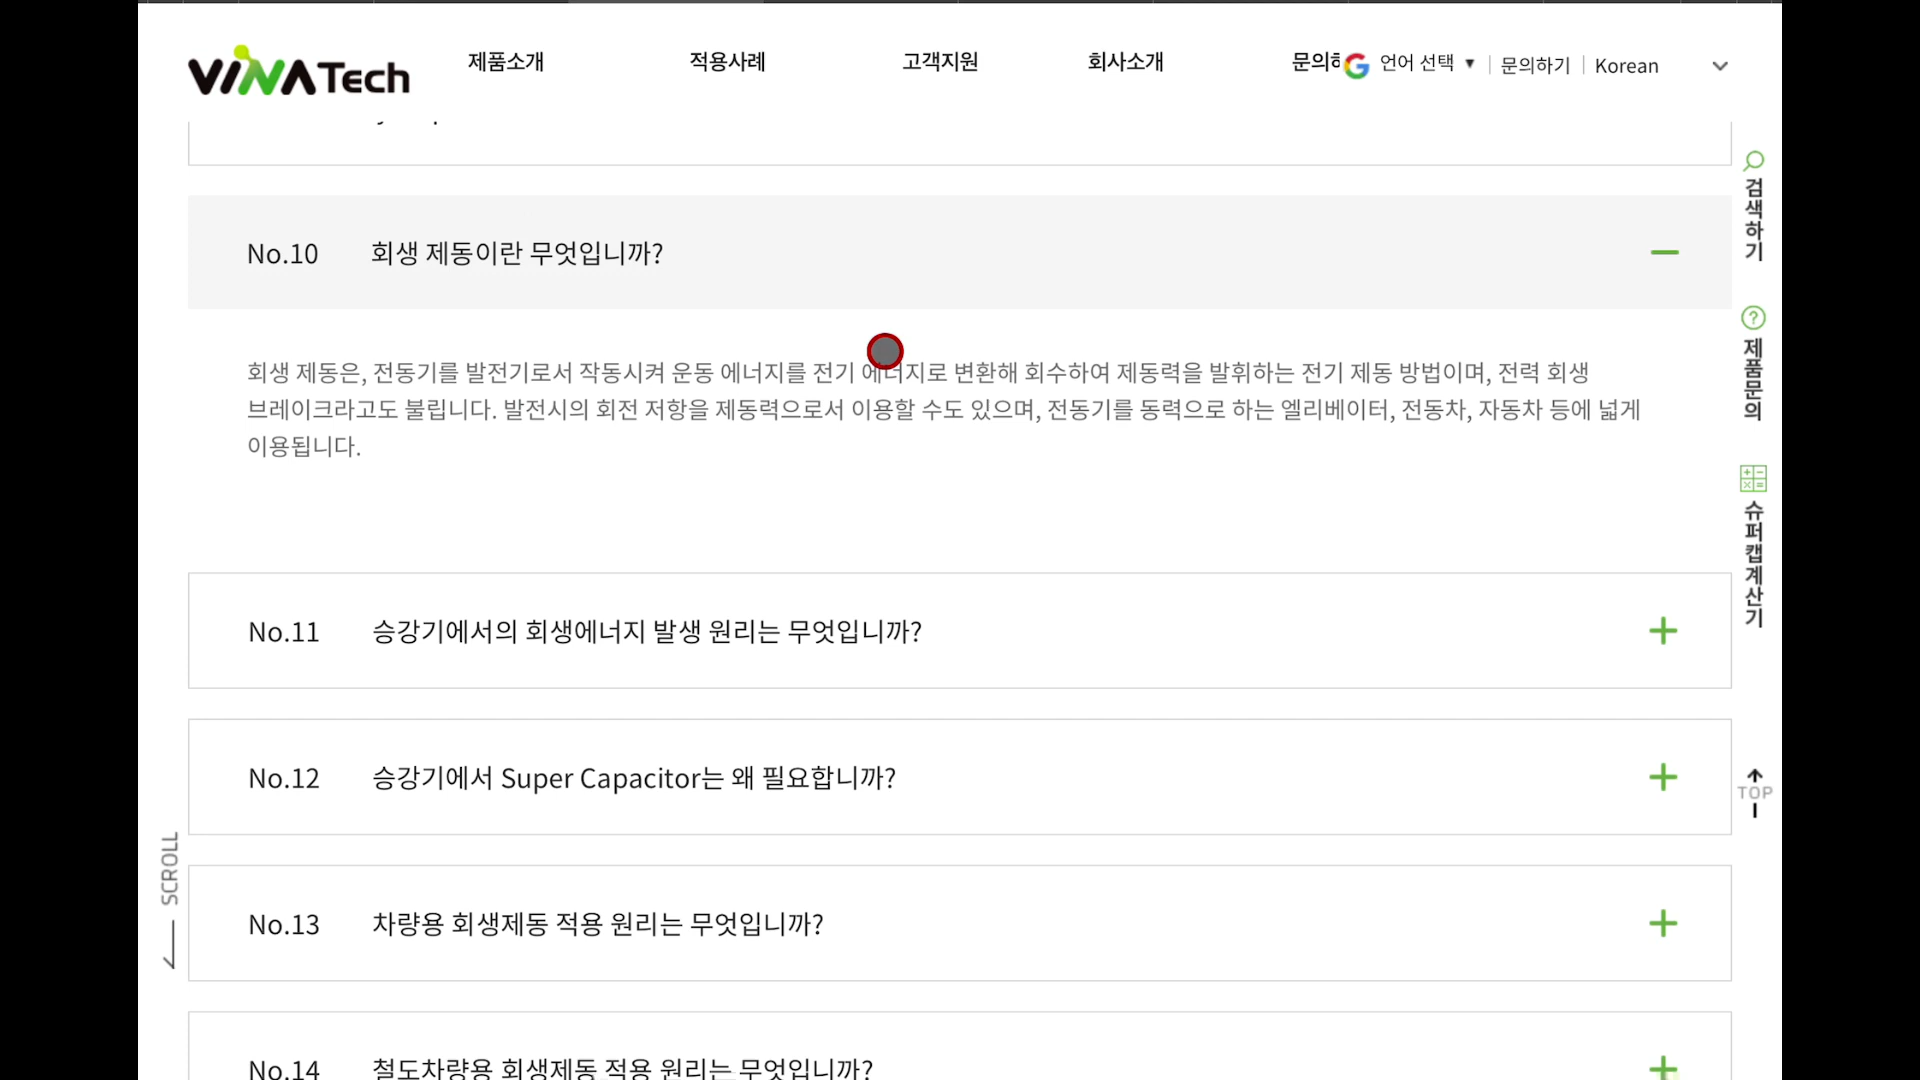 VINATech
제품소개
적용사례
고객지원
회사소개
언어 선택 ▼
문의하기
Korean
No.10 회생 제동이란 무엇입니까?
회생 제동은, 전동기를 발전기로서 작동시켜 운동 에너지를 전기 에너지로 변환해 회수하여 제동력을 발휘하는 전기 제동 방법이며, 전력 회생
브레이크라고도 불립니다. 발전시의 회전 저항을 제동력으로서 이용할 수도 있으며, 전동기를 동력으로 하는 엘리베이터, 전동차, 자동차 등에 넓게
이용됩니다.
No.11 승강기에서의 회생에너지 발생 원리는 무엇입니까?
No.12 승강기에서 Super Capacitor는 왜 필요합니까?
No.13 차량용 회생제동 적용 원리는 무엇입니까?
No.14 철도차량용 회생제동 적용 원리는 무엇입니까?
검색하기
제품문의
슈퍼캡계산기
TOP
SCROLL